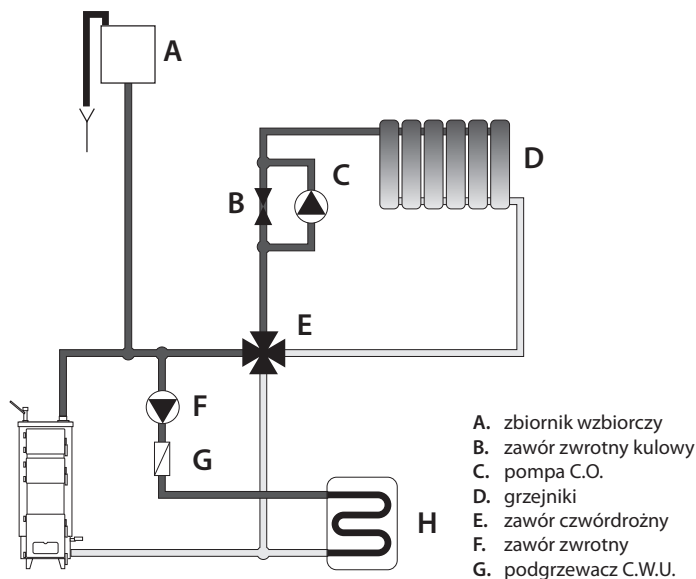 A
C
D
B
E
F
G
H
A. zbiornik wzbiorczy
B. zawór zwrotny kulowy
C. pompa C.O.
D. grzejniki
E. zawór czwórdrożny
F. zawór zwrotny
G. podgrzewacz C.W.U.